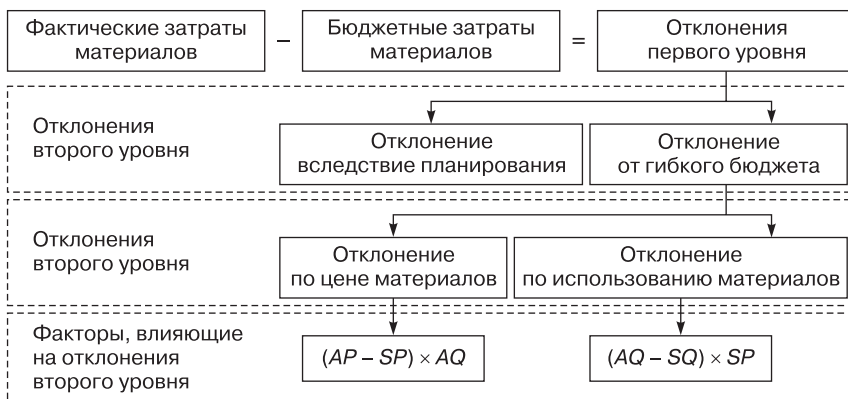 Фактические затраты
материалов
–
Бюджетные затраты
материалов
=
Отклонения
первого уровня
Отклонения
второго уровня
Отклонение
вследствие планирования
Отклонение
от гибкого бюджета
Отклонения
второго уровня
Отклонение
по цене материалов
Отклонение
по использованию материалов
Факторы, влияющие
на отклонения
второго уровня
(AP – SP) × AQ
(AQ – SQ) × SP